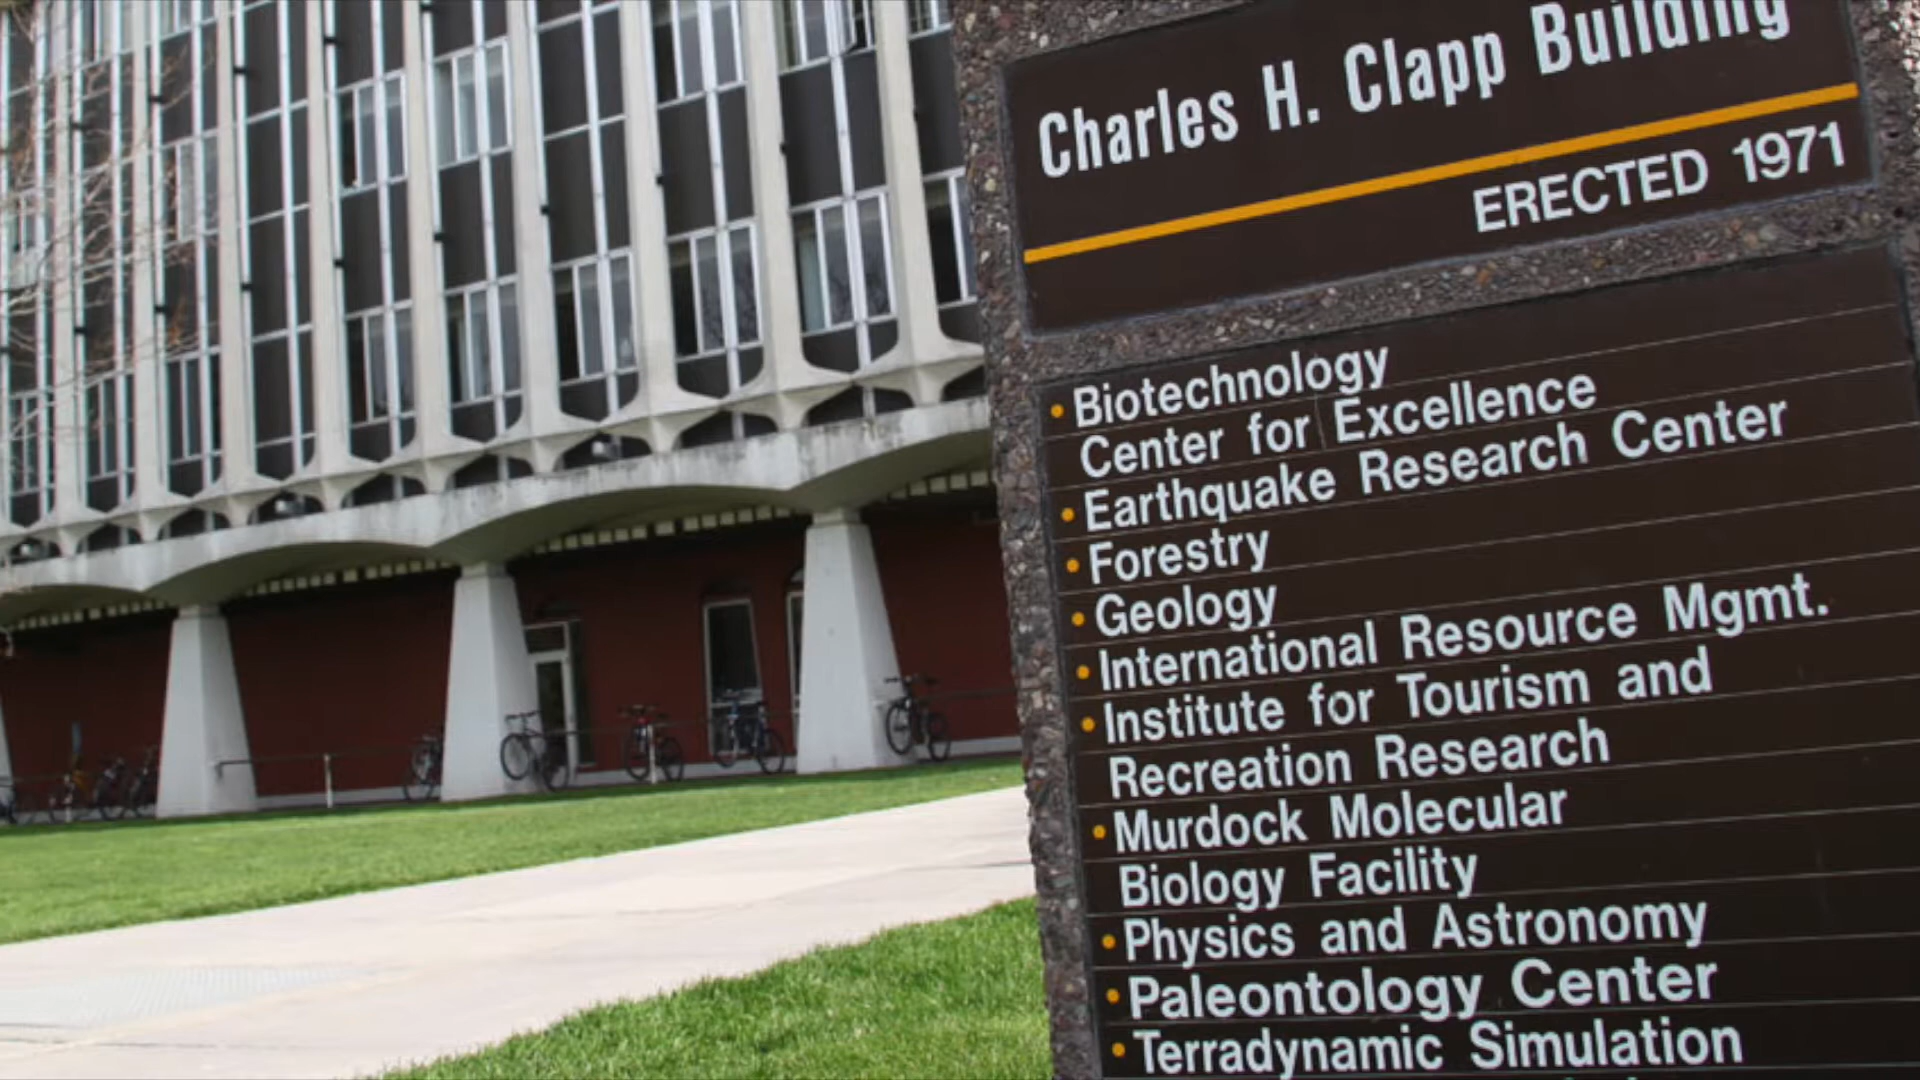 Charles H. Clapp Building
ERECTED 1971
• Biotechnology
Center for Excellence
• Earthquake Research Center
• Forestry
• Geology
• International Resource Mgmt.
• Institute for Tourism and
Recreation Research
• Murdock Molecular
Biology Facility
• Physics and Astronomy
• Paleontology Center
• Terradynamic Simulation